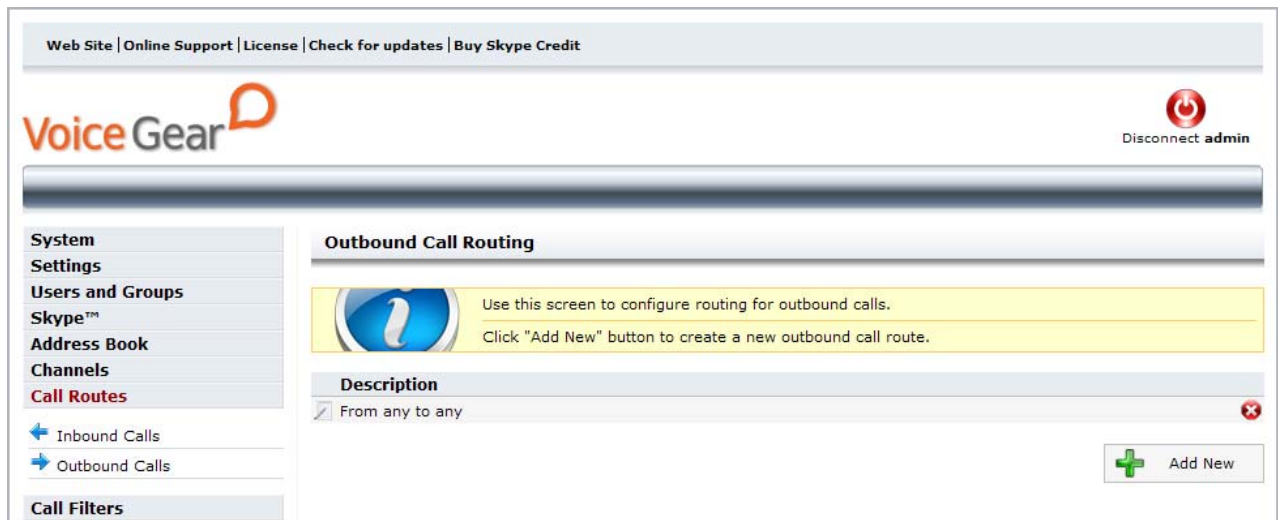 Web Site | Online Support | License | Check for updates | Buy Skype Credit
Voice Gear
Disconnect admin
System
Settings
Users and Groups
Skype™
Address Book
Channels
Call Routes
Inbound Calls
Outbound Calls
Call Filters
Outbound Call Routing
Use this screen to configure routing for outbound calls.
Click "Add New" button to create a new outbound call route.
Description
From any to any
Add New